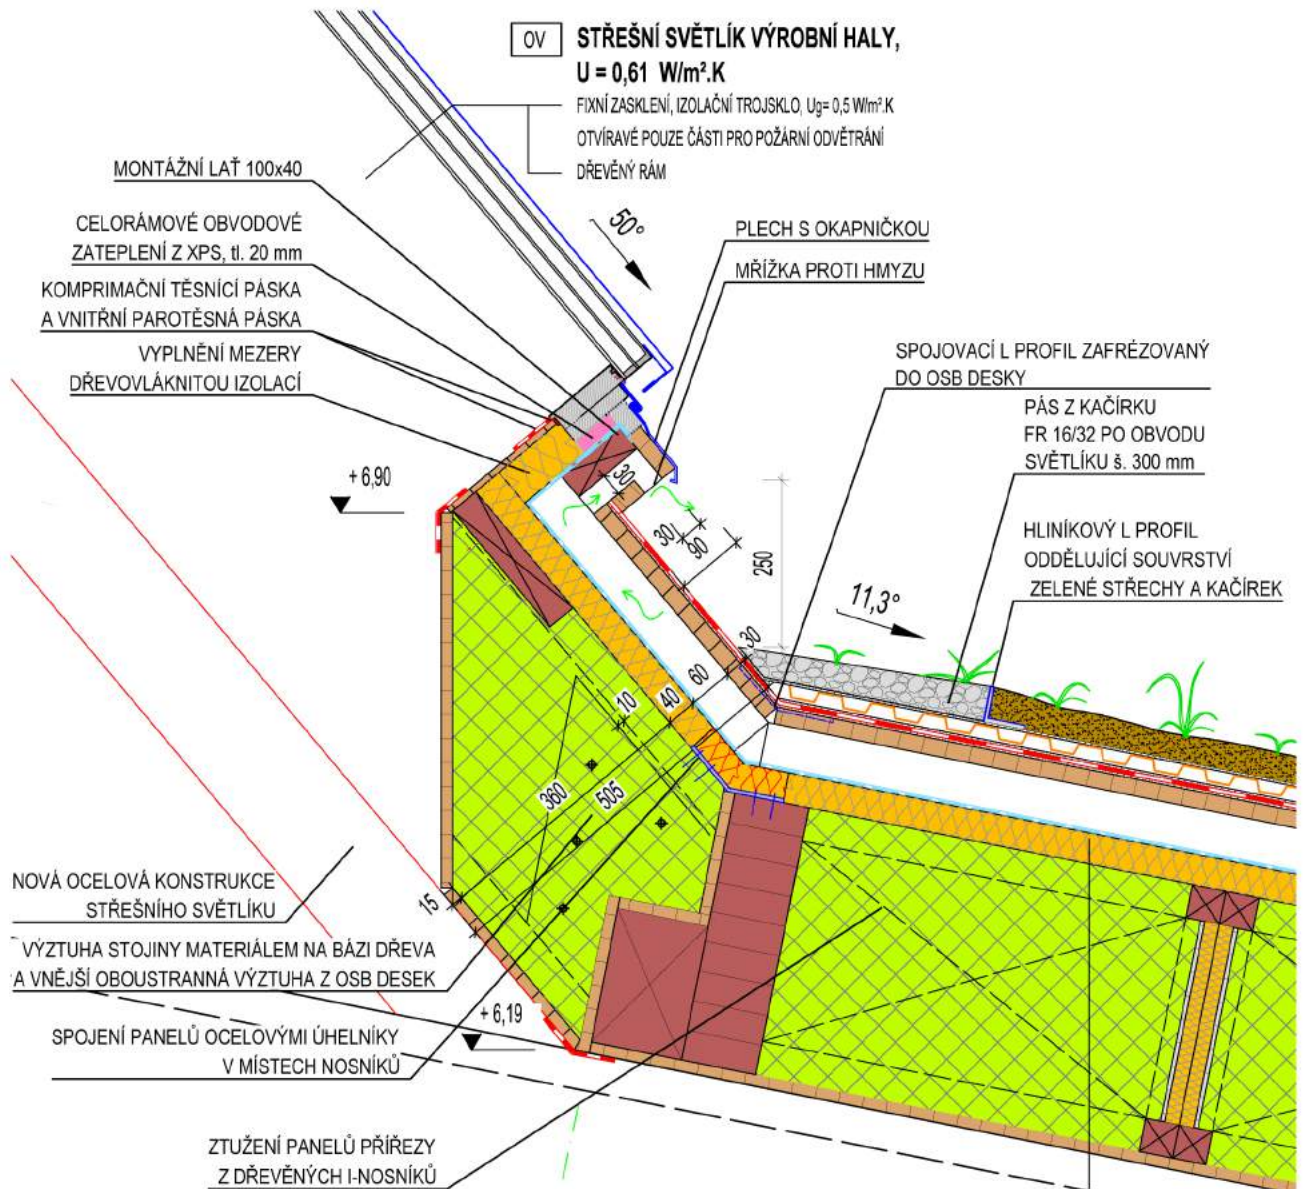 OV
STŘEŠNÍ SVĚTLÍK VÝROBNÍ HALY,
U = 0,61 W/m².K
FIXNÍ ZASKLENÍ, IZOLAČNÍ TROJSKLO, Ug= 0,5 W/m².K
OTVÍRAVÉ POUZE ČÁSTI PRO POŽÁRNÍ ODVĚTRÁNÍ
DŘEVĚNÝ RÁM
MONTÁŽNÍ LAŤ 100x40
CELORÁMOVÉ OBVODOVÉ
ZATEPLENÍ Z XPS, tl. 20 mm
KOMPRIMAČNÍ TĚSNÍCÍ PÁSKA
A VNITŘNÍ PAROTĚSNÁ PÁSKA
VYPLNĚNÍ MEZERY
DŘEVOVLÁKNITOU IZOLACÍ
50°
PLECH S OKAPNIČKOU
MŘÍŽKA PROTI HMYZU
SPOJOVACÍ L PROFIL ZAFRÉZOVANÝ
DO OSB DESKY
PÁS Z KAČÍRKU
FR 16/32 PO OBVODU
SVĚTLÍKU š. 300 mm
HLINÍKOVÝ L PROFIL
ODDĚLUJÍCÍ SOUVRSTVÍ
ZELENÉ STŘECHY A KAČÍREK
+ 6,90
30
30
90
250
11,3°
30
60
40
10
360
505
15
NOVÁ OCELOVÁ KONSTRUKCE
STŘEŠNÍHO SVĚTLÍKU
VÝZTUHA STOJINY MATERIÁLEM NA BÁZI DŘEVA
A VNĚJŠÍ OBOUSTRANNÁ VÝZTUHA Z OSB DESEK
+ 6,19
SPOJENÍ PANELŮ OCELOVÝMI ÚHELNÍKY
V MÍSTECH NOSNÍKŮ
ZTUŽENÍ PANELŮ PŘÍŘEZY
Z DŘEVĚNÝCH I-NOSNÍKŮ